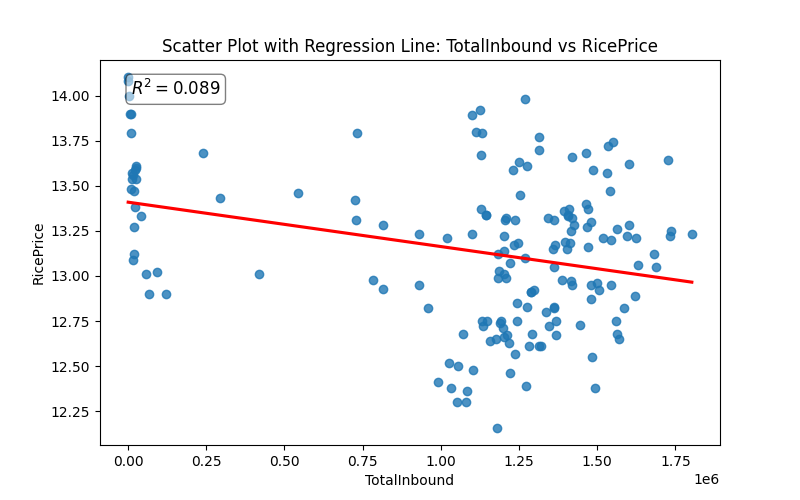 Scatter Plot with Regression Line: TotalInbound vs RicePrice
R² = 0.089
RicePrice
14.00
13.75
13.50
13.25
13.00
12.75
12.50
12.25
0.00 0.25 0.50 0.75 1.00 1.25 1.50 1.75
1e6
TotalInbound